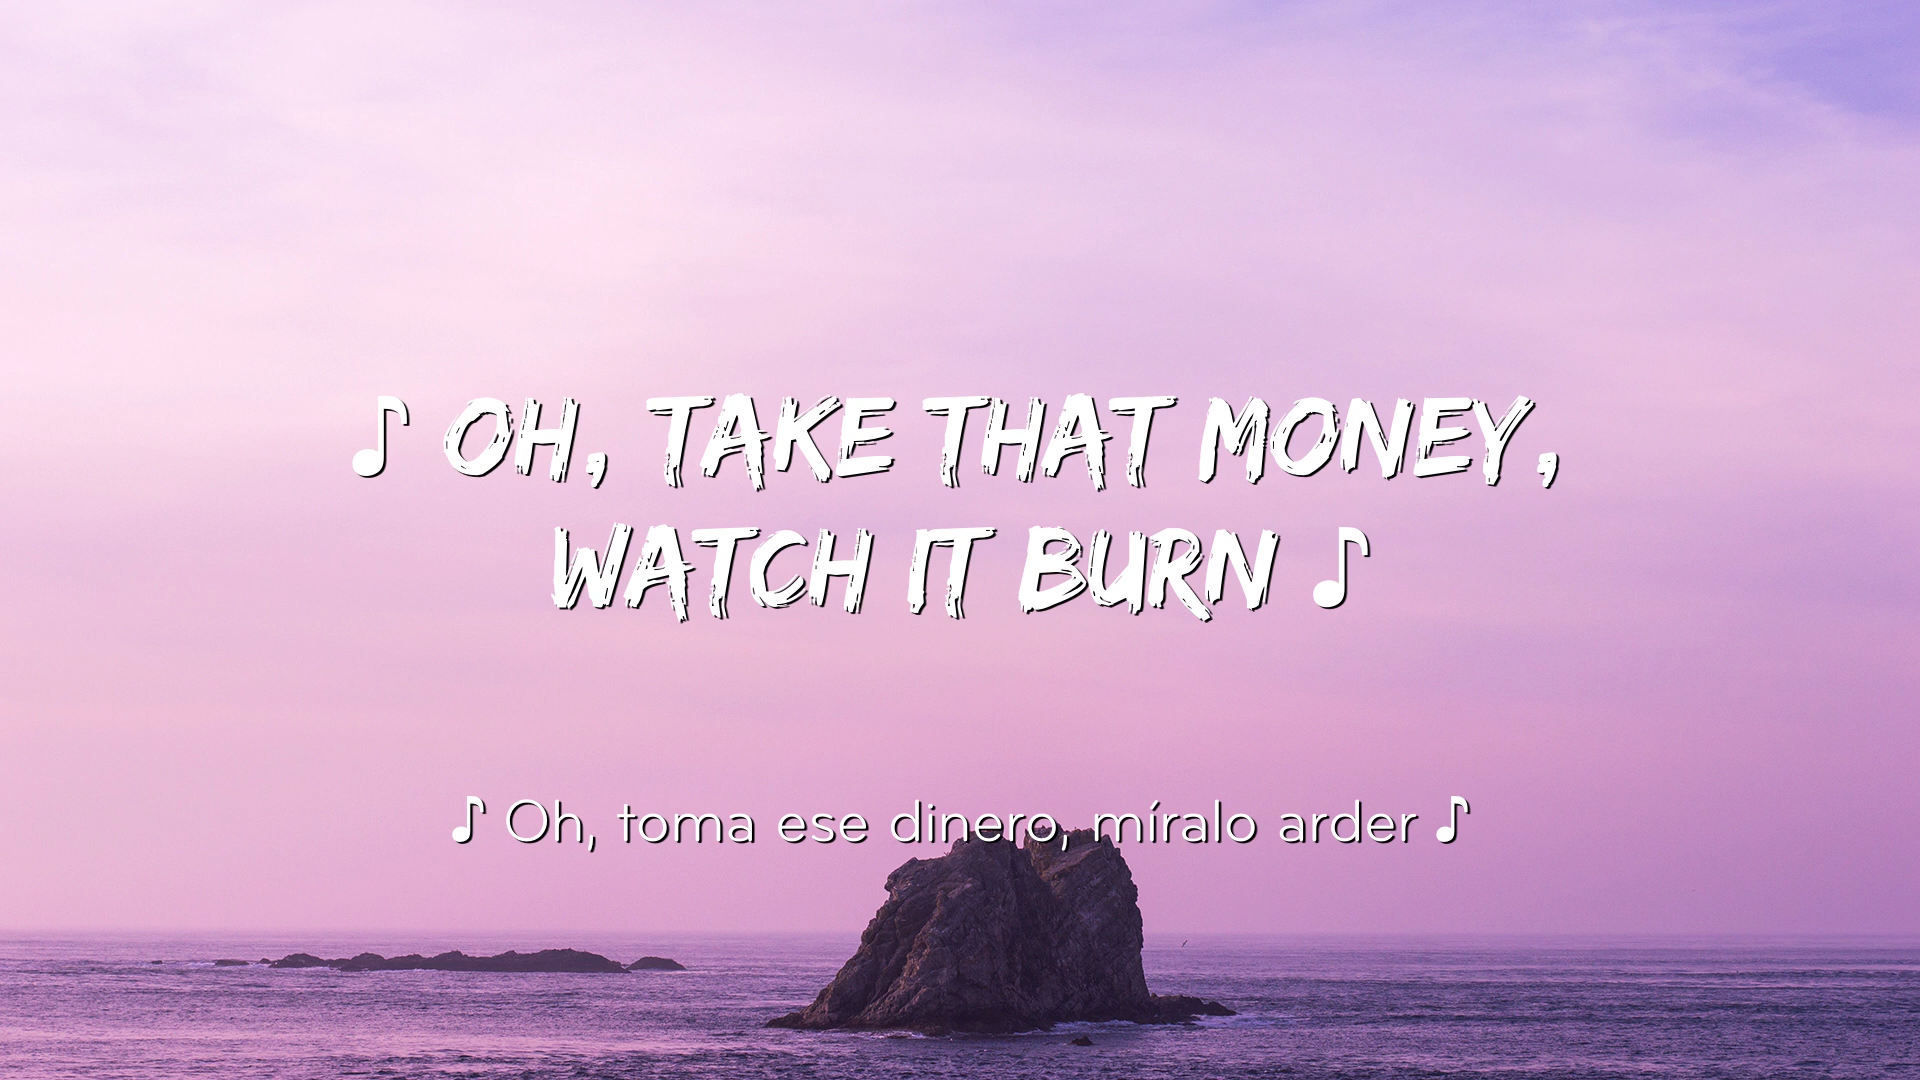 ♪ OH, TAKE THAT MONEY,
WATCH IT BURN ♪
♪ Oh, toma ese dinero, míralo arder ♪